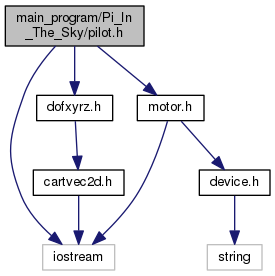 main_program/Pi_In
_The_Sky/pilot.h
dofxyrz.h
motor.h
cartvec2d.h
device.h
iostream
string